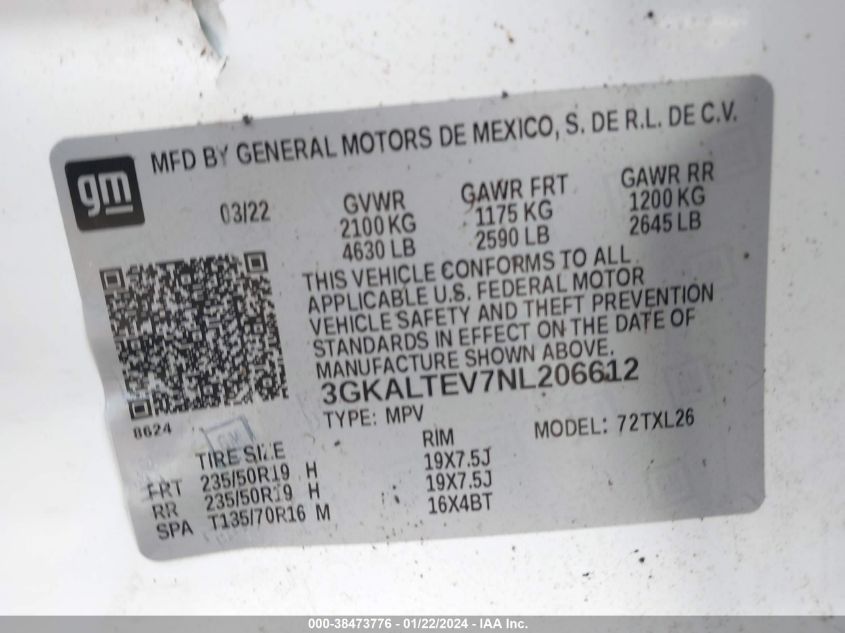 MFD BY GENERAL MOTORS DE MEXICO, S. DE R.L. DE C.V.
gm
03/22
GVWR GAWR FRT GAWR RR
2100 KG 1175 KG 1200 KG
4630 LB 2590 LB 2645 LB
THIS VEHICLE CONFORMS TO ALL
APPLICABLE U.S. FEDERAL MOTOR
VEHICLE SAFETY AND THEFT PREVENTION
STANDARDS IN EFFECT ON THE DATE OF
MANUFACTURE SHOWN ABOVE.
3GKALTEV7NL206612
8624
TYPE: MPV MODEL: 72TXL26
TIRE SIZE RIM
FRT 235/50R19 H 19X7.5J
RR 235/50R19 H 19X7.5J
SPA T135/70R16 M 16X4BT
000-38473776 - 01/22/2024 - IAA Inc.